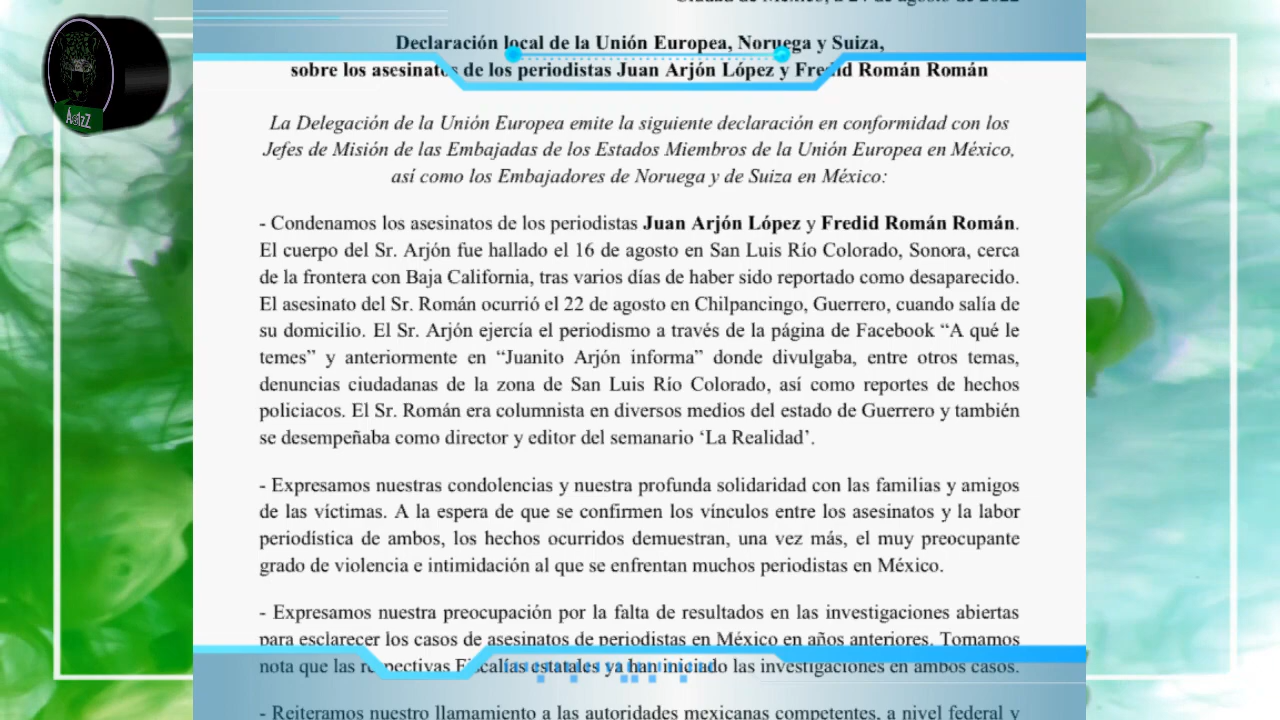 Ciudad de México, a 24 de agosto de 2022
Declaración local de la Unión Europea, Noruega y Suiza,
sobre los asesinatos de los periodistas Juan Arjón López y Fredid Román Román
La Delegación de la Unión Europea emite la siguiente declaración en conformidad con los
Jefes de Misión de las Embajadas de los Estados Miembros de la Unión Europea en México,
así como los Embajadores de Noruega y de Suiza en México:
- Condenamos los asesinatos de los periodistas Juan Arjón López y Fredid Román Román.
El cuerpo del Sr. Arjón fue hallado el 16 de agosto en San Luis Río Colorado, Sonora, cerca
de la frontera con Baja California, tras varios días de haber sido reportado como desaparecido.
El asesinato del Sr. Román ocurrió el 22 de agosto en Chilpancingo, Guerrero, cuando salía de
su domicilio. El Sr. Arjón ejercía el periodismo a través de la página de Facebook “A qué le
temes” y anteriormente en “Juanito Arjón informa” donde divulgaba, entre otros temas,
denuncias ciudadanas de la zona de San Luis Río Colorado, así como reportes de hechos
policiacos. El Sr. Román era columnista en diversos medios del estado de Guerrero y también
se desempeñaba como director y editor del semanario ‘La Realidad’.
- Expresamos nuestras condolencias y nuestra profunda solidaridad con las familias y amigos
de las víctimas. A la espera de que se confirmen los vínculos entre los asesinatos y la labor
periodística de ambos, los hechos ocurridos demuestran, una vez más, el muy preocupante
grado de violencia e intimidación al que se enfrentan muchos periodistas en México.
- Expresamos nuestra preocupación por la falta de resultados en las investigaciones abiertas
para esclarecer los casos de asesinatos de periodistas en México en años anteriores. Tomamos
nota que las respectivas Fiscalías estatales ya han iniciado las investigaciones en ambos casos.
- Reiteramos nuestro llamamiento a las autoridades mexicanas competentes, a nivel federal y